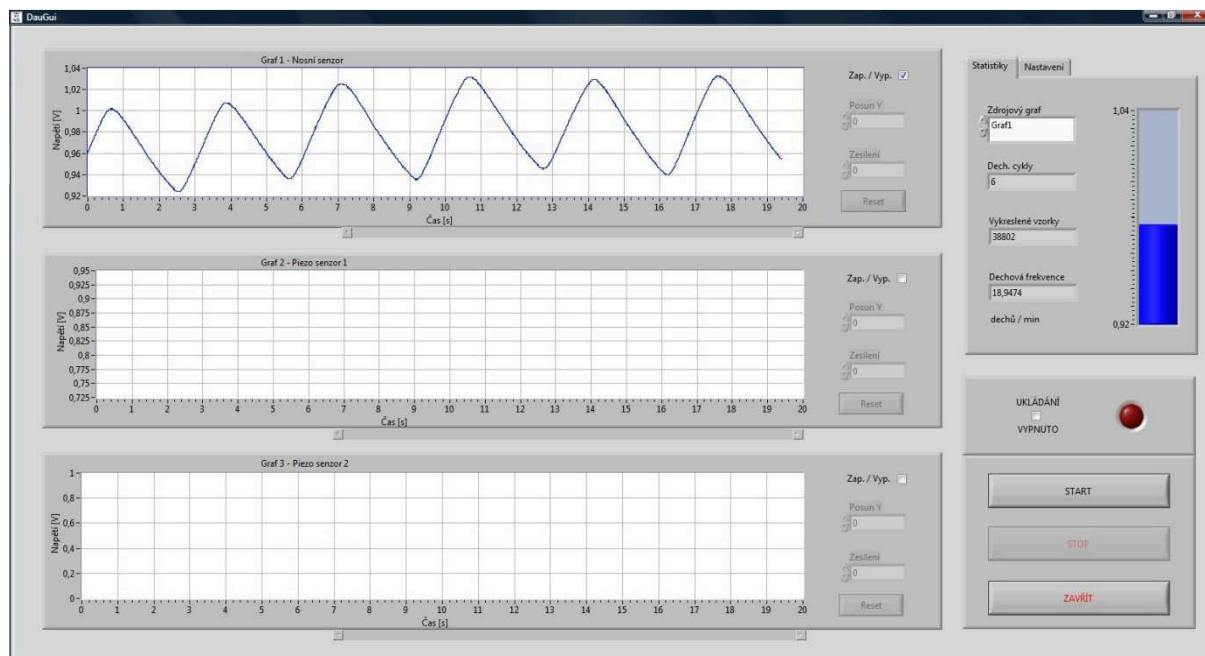 DauGui
Graf 1 - Nosní senzor
Napětí [V]
1,04
1,02
1
0,98
0,96
0,94
0,92
0 1 2 3 4 5 6 7 8 9 10 11 12 13 14 15 16 17 18 19 20
Čas [s]
Zap. / Vyp.
Posun Y
0
Zesílení
0
Reset
Graf 2 - Piezo senzor 1
Napětí [V]
0,95
0,925
0,9
0,875
0,85
0,825
0,8
0,775
0,75
0,725
0 1 2 3 4 5 6 7 8 9 10 11 12 13 14 15 16 17 18 19 20
Čas [s]
Zap. / Vyp.
Posun Y
0
Zesílení
0
Reset
Graf 3 - Piezo senzor 2
Napětí [V]
1
0,8
0,6
0,4
0,2
0
0 1 2 3 4 5 6 7 8 9 10 11 12 13 14 15 16 17 18 19 20
Čas [s]
Zap. / Vyp.
Posun Y
0
Zesílení
0
Reset
Statistiky Nastavení
Zdrojový graf
Graf1
Dech. cykly
6
Vykreslené vzorky
38802
Dechová frekvence
18,9474
dechů / min
1,04
0,92
UKLÁDÁNÍ
VYPNUTO
START
STOP
ZAVŘÍT